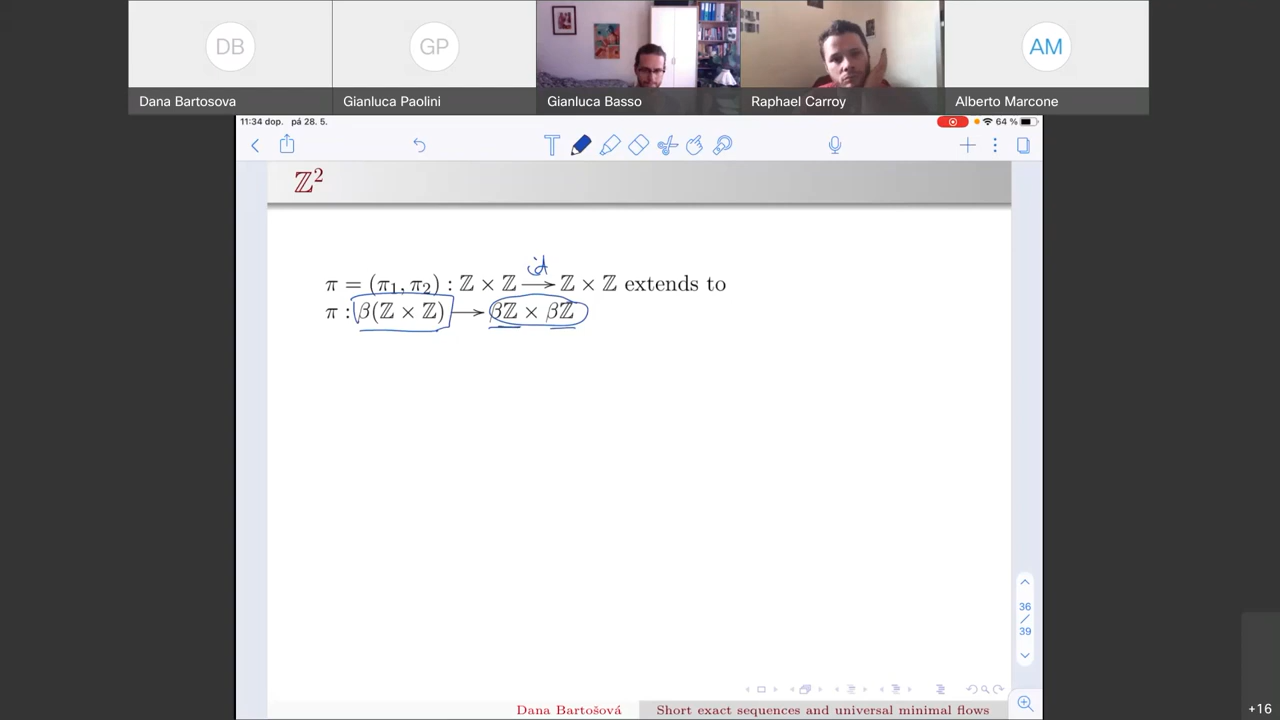 DB
GP
AM
Dana Bartosova
Gianluca Paolini
Gianluca Basso
Raphael Carroy
Alberto Marcone
11:34 dop. pá 28. 5.
64 %
ℤ²
id
π = (π₁, π₂) : ℤ × ℤ ⟶ ℤ × ℤ extends to
π : β(ℤ × ℤ) ⟶ βℤ × βℤ
36
/
39
Dana Bartošová
Short exact sequences and universal minimal flows
+16